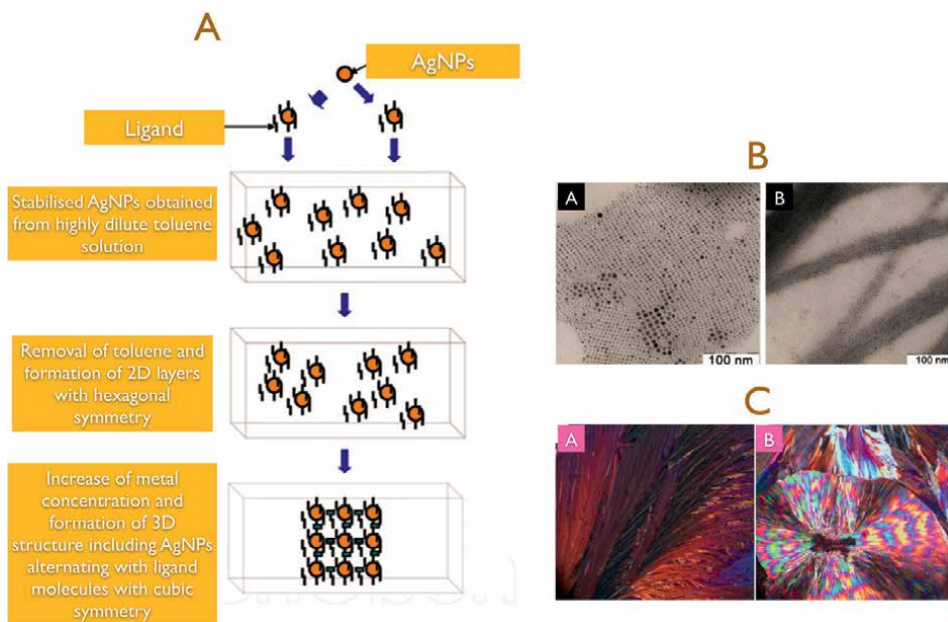 A
AgNPs
Ligand
Stabilised AgNPs obtained
from highly dilute toluene
solution
Removal of toluene and
formation of 2D layers
with hexagonal
symmetry
Increase of metal
concentration and
formation of 3D
structure including AgNPs
alternating with ligand
molecules with cubic
symmetry
B
A
100 nm
B
100 nm
C
A
B